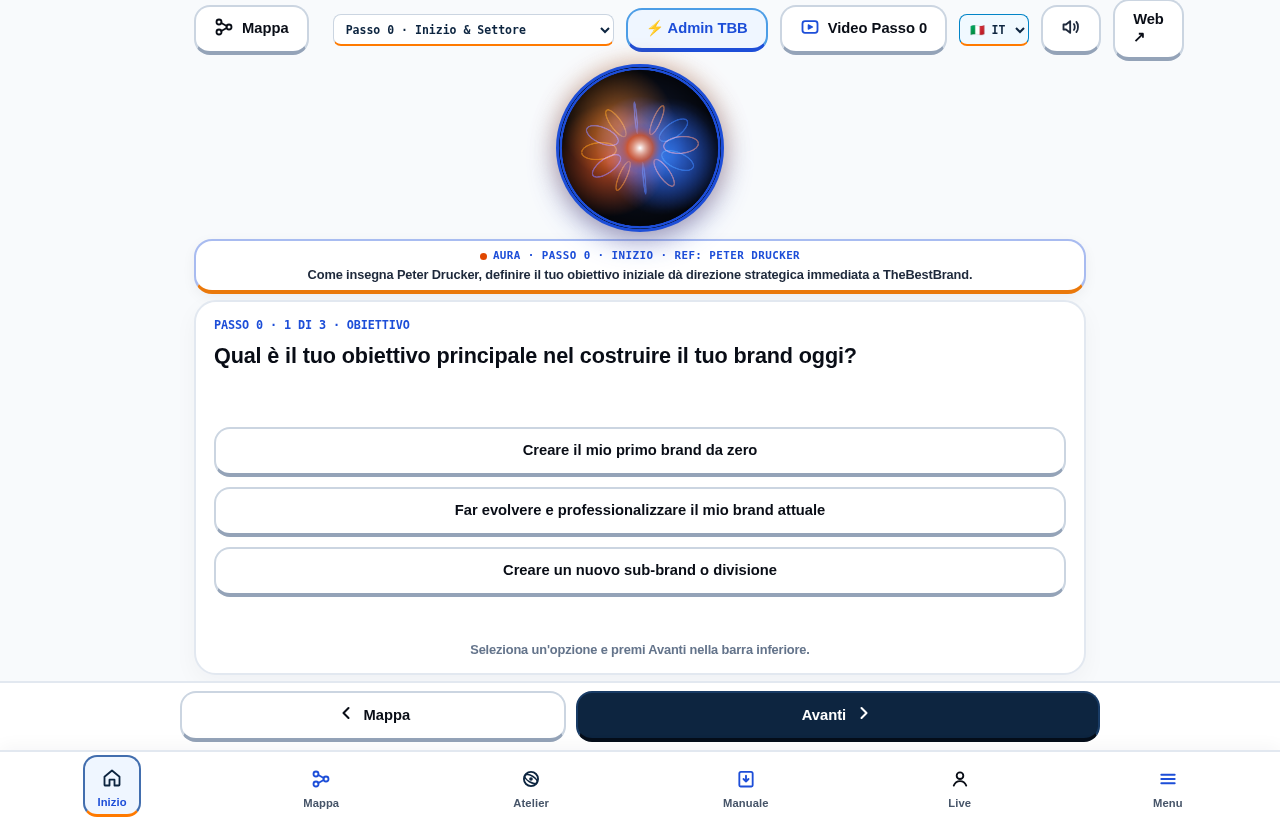 Mappa
Passo 0 · Inizio & Settore
⚡ Admin TBB
Video Passo 0
🇮🇹 IT
Web
↗
AURA · PASSO 0 · INIZIO · REF: PETER DRUCKER
Come insegna Peter Drucker, definire il tuo obiettivo iniziale dà direzione strategica immediata a TheBestBrand.
PASSO 0 · 1 DI 3 · OBIETTIVO
Qual è il tuo obiettivo principale nel costruire il tuo brand oggi?
Creare il mio primo brand da zero
Far evolvere e professionalizzare il mio brand attuale
Creare un nuovo sub-brand o divisione
Seleziona un'opzione e premi Avanti nella barra inferiore.
Mappa
Avanti
Inizio
Mappa
Atelier
Manuale
Live
Menu